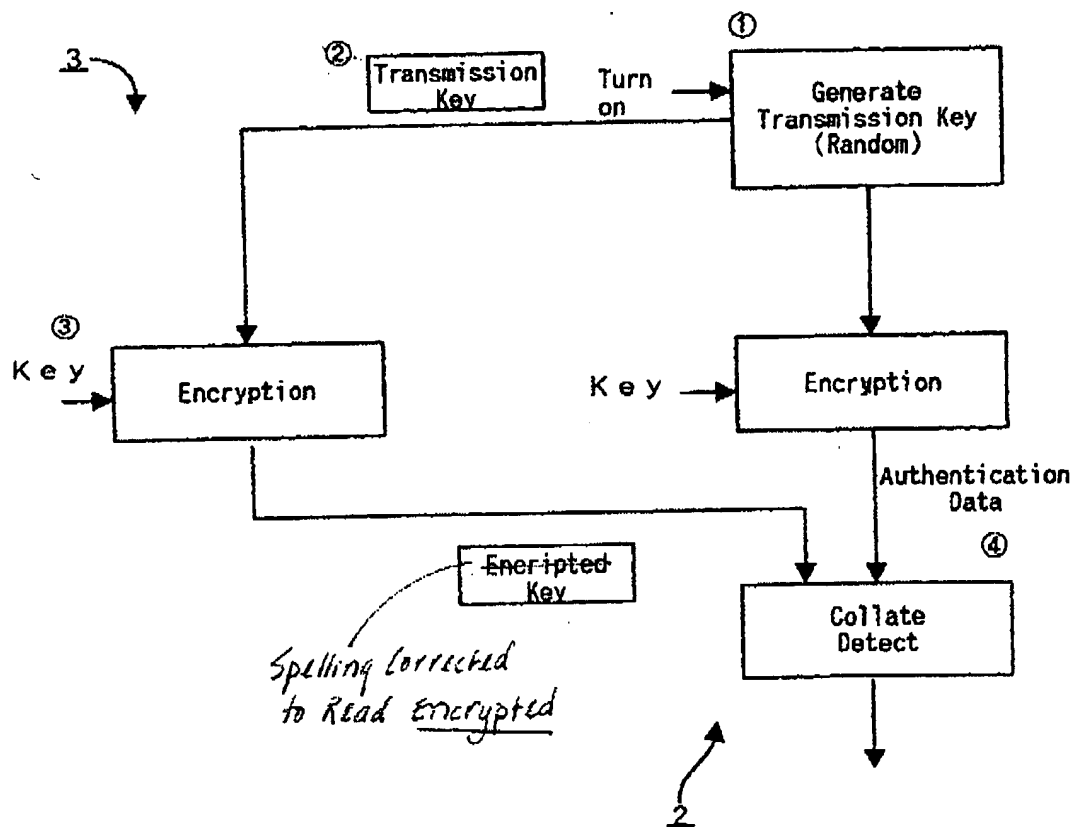 ①
②
3
Transmission
Key
Turn
on
Generate
Transmission Key
(Random)
③
Key
Encryption
Key
Encryption
Authentication
Data
④
Encripted
Key
Collate
Detect
Spelling Corrected
to Read Encrypted
2